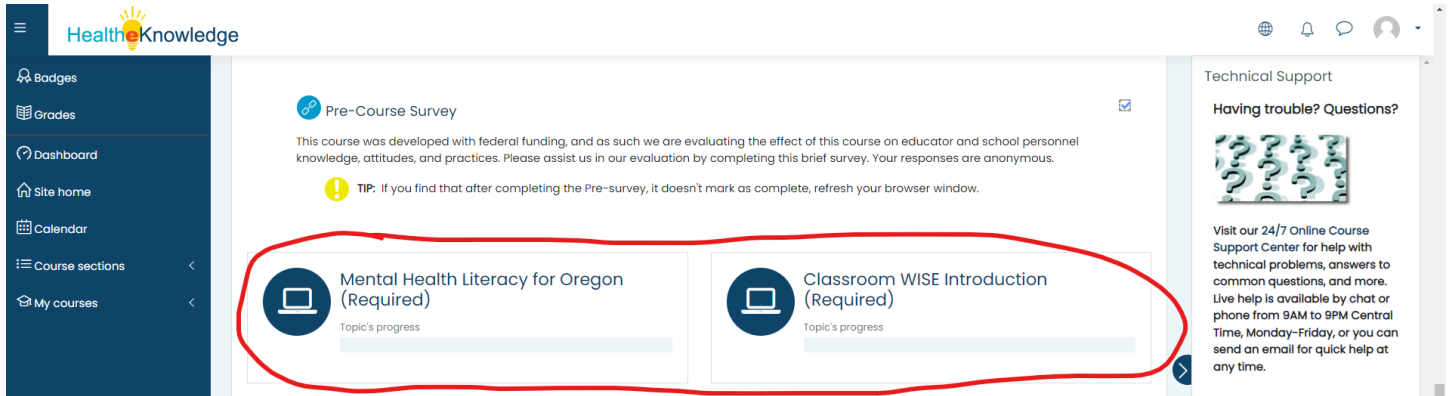 HealtheKnowledge
Badges
Grades
Dashboard
Site home
Calendar
Course sections
My courses
Pre-Course Survey
This course was developed with federal funding, and as such we are evaluating the effect of this course on educator and school personnel
knowledge, attitudes, and practices. Please assist us in our evaluation by completing this brief survey. Your responses are anonymous.
TIP: If you find that after completing the Pre-survey, it doesn't mark as complete, refresh your browser window.
Mental Health Literacy for Oregon
(Required)
Topic's progress
Classroom WISE Introduction
(Required)
Topic's progress
Technical Support
Having trouble? Questions?
Visit our 24/7 Online Course
Support Center for help with
technical problems, answers to
common questions, and more.
Live help is available by chat or
phone from 9AM to 9PM Central
Time, Monday-Friday, or you can
send an email for quick help at
any time.